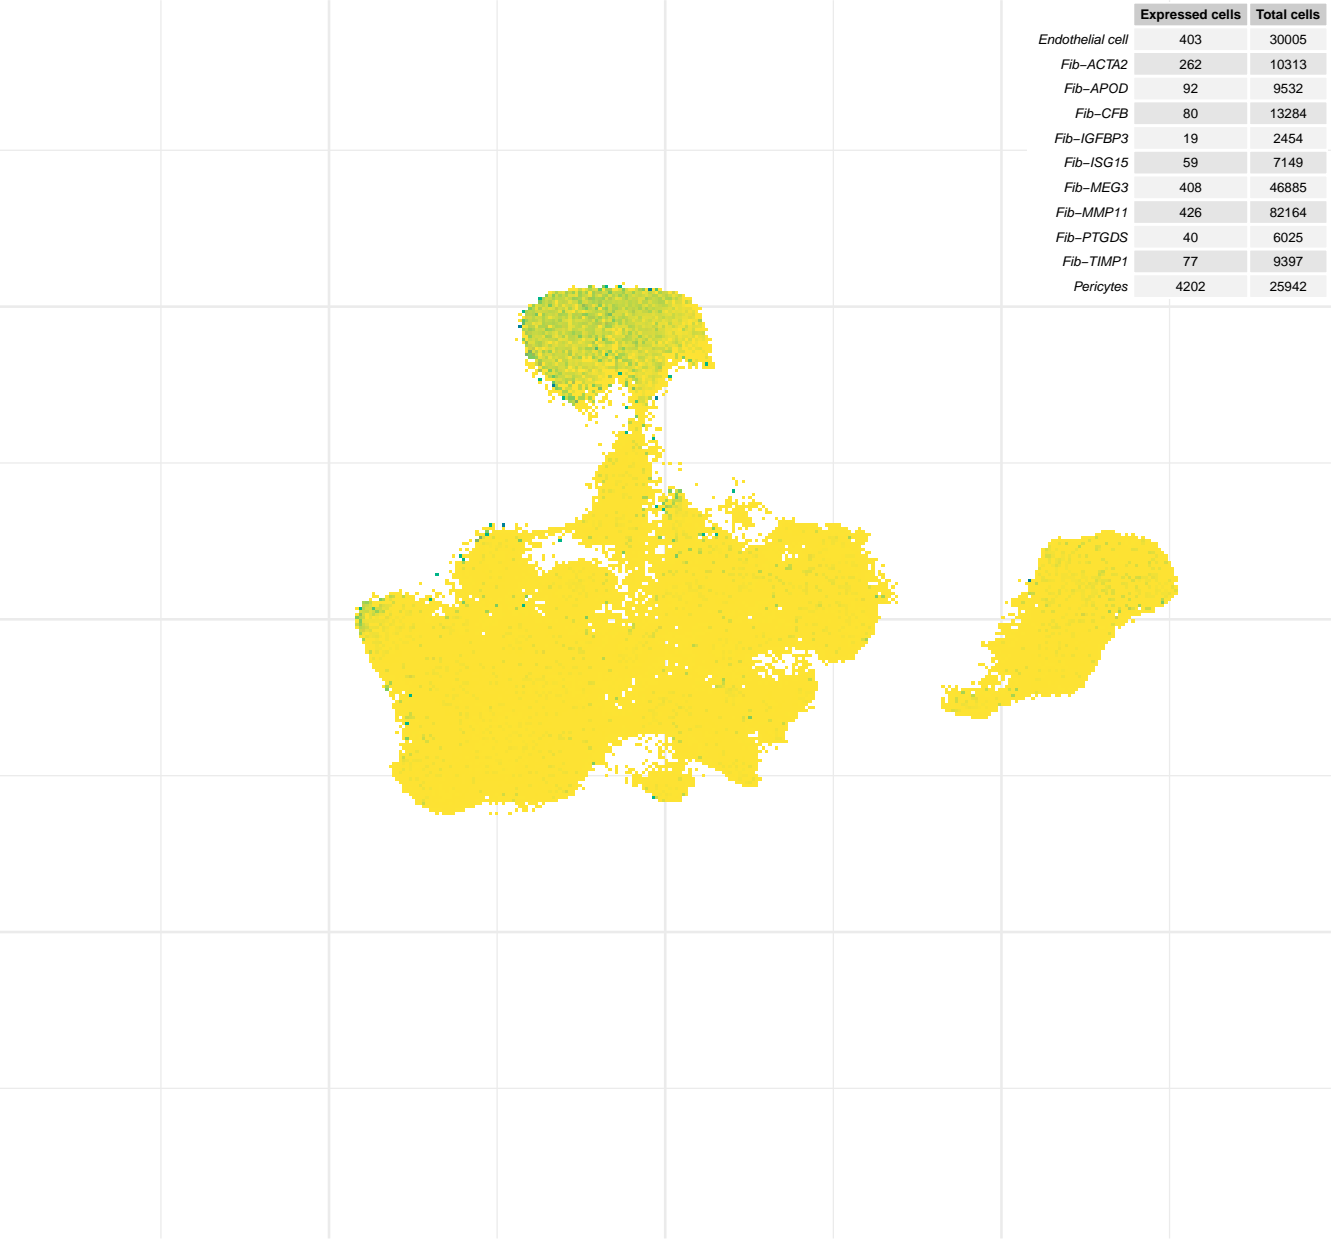 Expressed cells Total cells
Endothelial cell 403 30005
Fib−ACTA2 262 10313
Fib−APOD 92 9532
Fib−CFB 80 13284
Fib−IGFBP3 19 2454
Fib−ISG15 59 7149
Fib−MEG3 408 46885
Fib−MMP11 426 82164
Fib−PTGDS 40 6025
Fib−TIMP1 77 9397
Pericytes 4202 25942